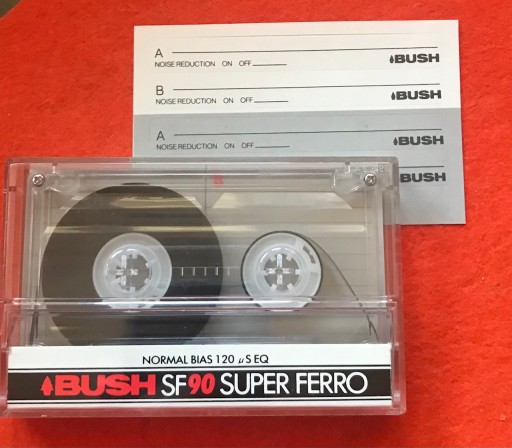 A
NOISE REDUCTION ON OFF
BUSH
B
NOISE REDUCTION ON OFF
BUSH
A
NOISE REDUCTION ON OFF
BUSH
BUSH
NORMAL BIAS 120 μS EQ
BUSH SF90 SUPER FERRO